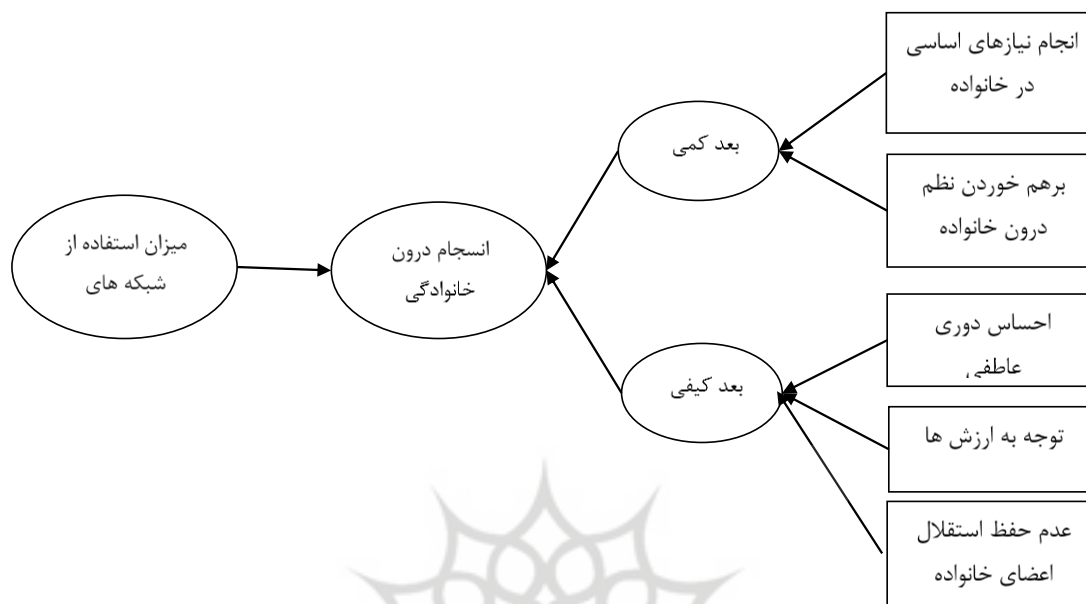 میزان استفاده از
شبکه های
انسجام درون
خانوادگی
بعد کمی
بعد کیفی
انجام نیازهای اساسی
در خانواده
برهم خوردن نظم
درون خانواده
احساس دوری
عاطفی
توجه به ارزش ها
عدم حفظ استقلال
اعضای خانواده